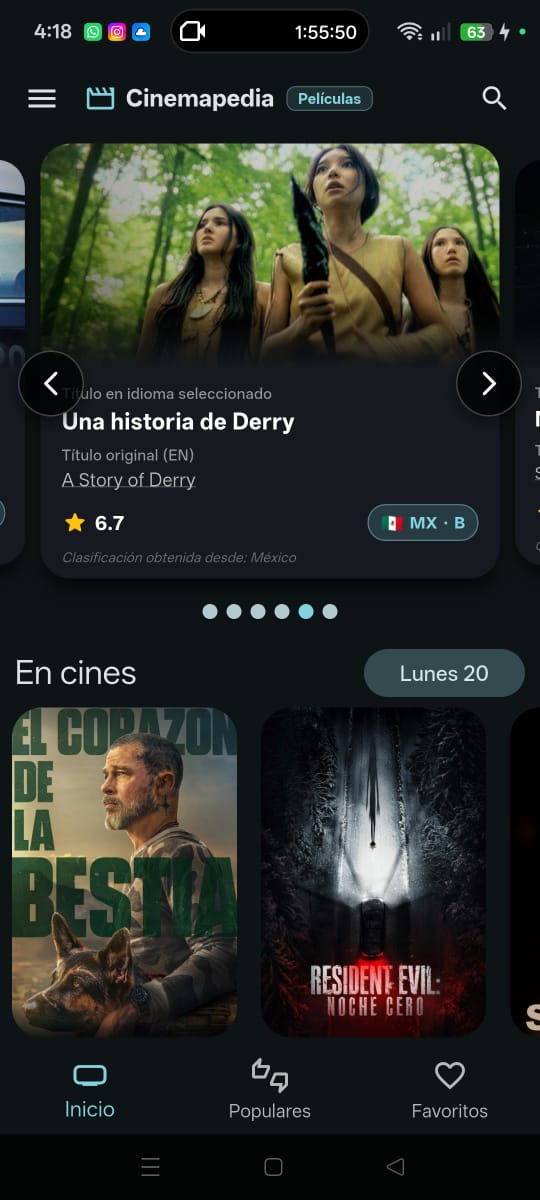 4:18
1:55:50
63
Cinemapedia
Películas
Título en idioma seleccionado
Una historia de Derry
Título original (EN)
A Story of Derry
6.7
MX · B
Clasificación obtenida desde: México
En cines
Lunes 20
EL CORAZON
DE
LA
BESTIA
RESIDENT EVIL:
NOCHE CERO
Inicio
Populares
Favoritos